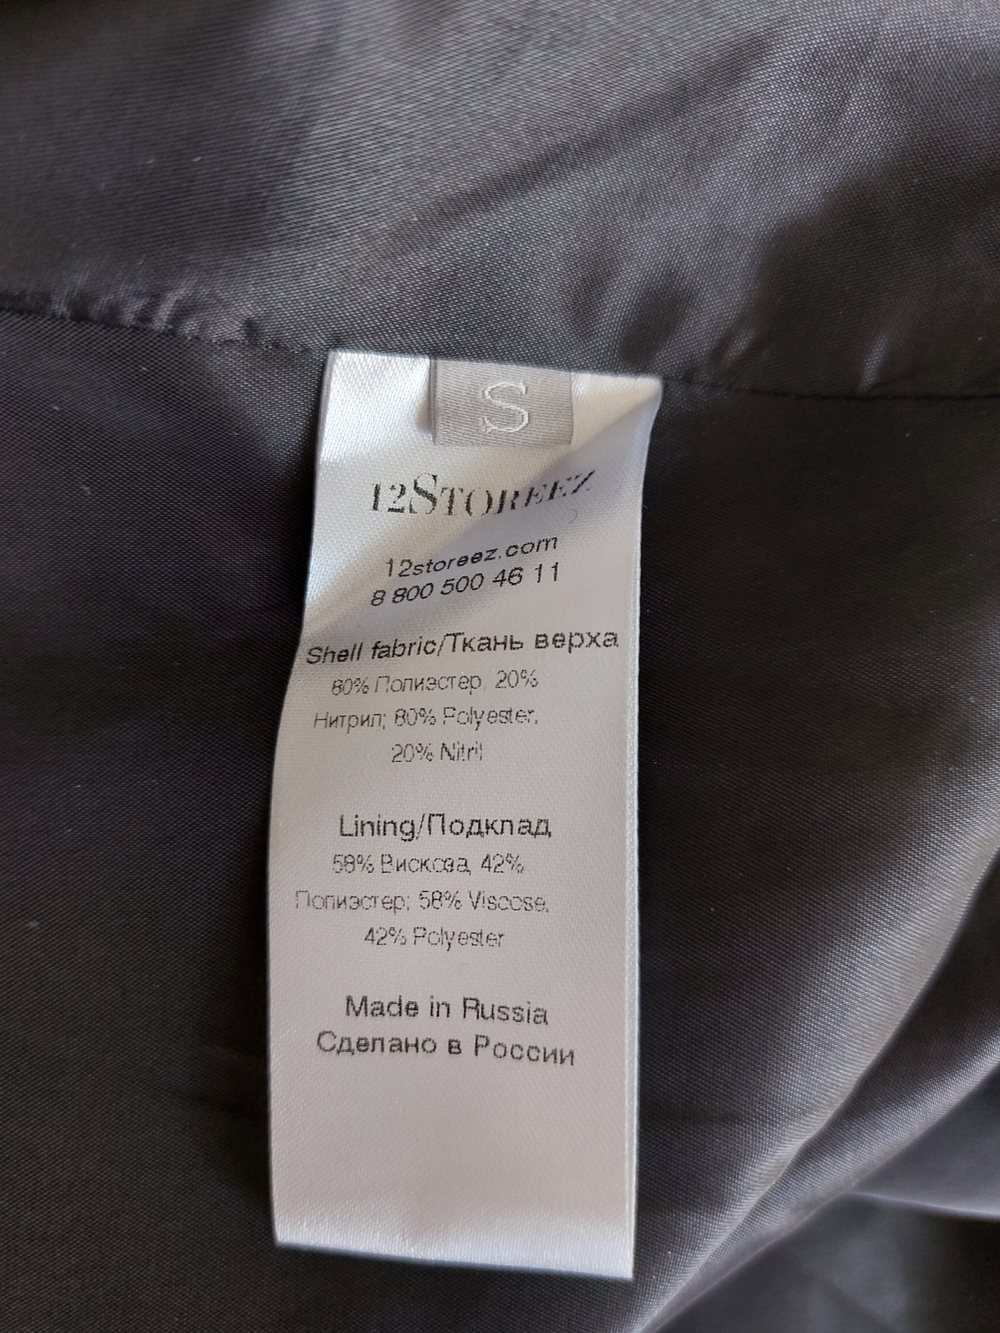 S
12STOREEZ
12storeez.com
8 800 500 46 11
Shell fabric/Ткань верха
80% Полиэстер, 20%
Нитрил; 80% Polyester,
20% Nitril
Lining/Подклад
58% Вискоза, 42%
Полиэстер; 58% Viscose,
42% Polyester
Made in Russia
Сделано в России